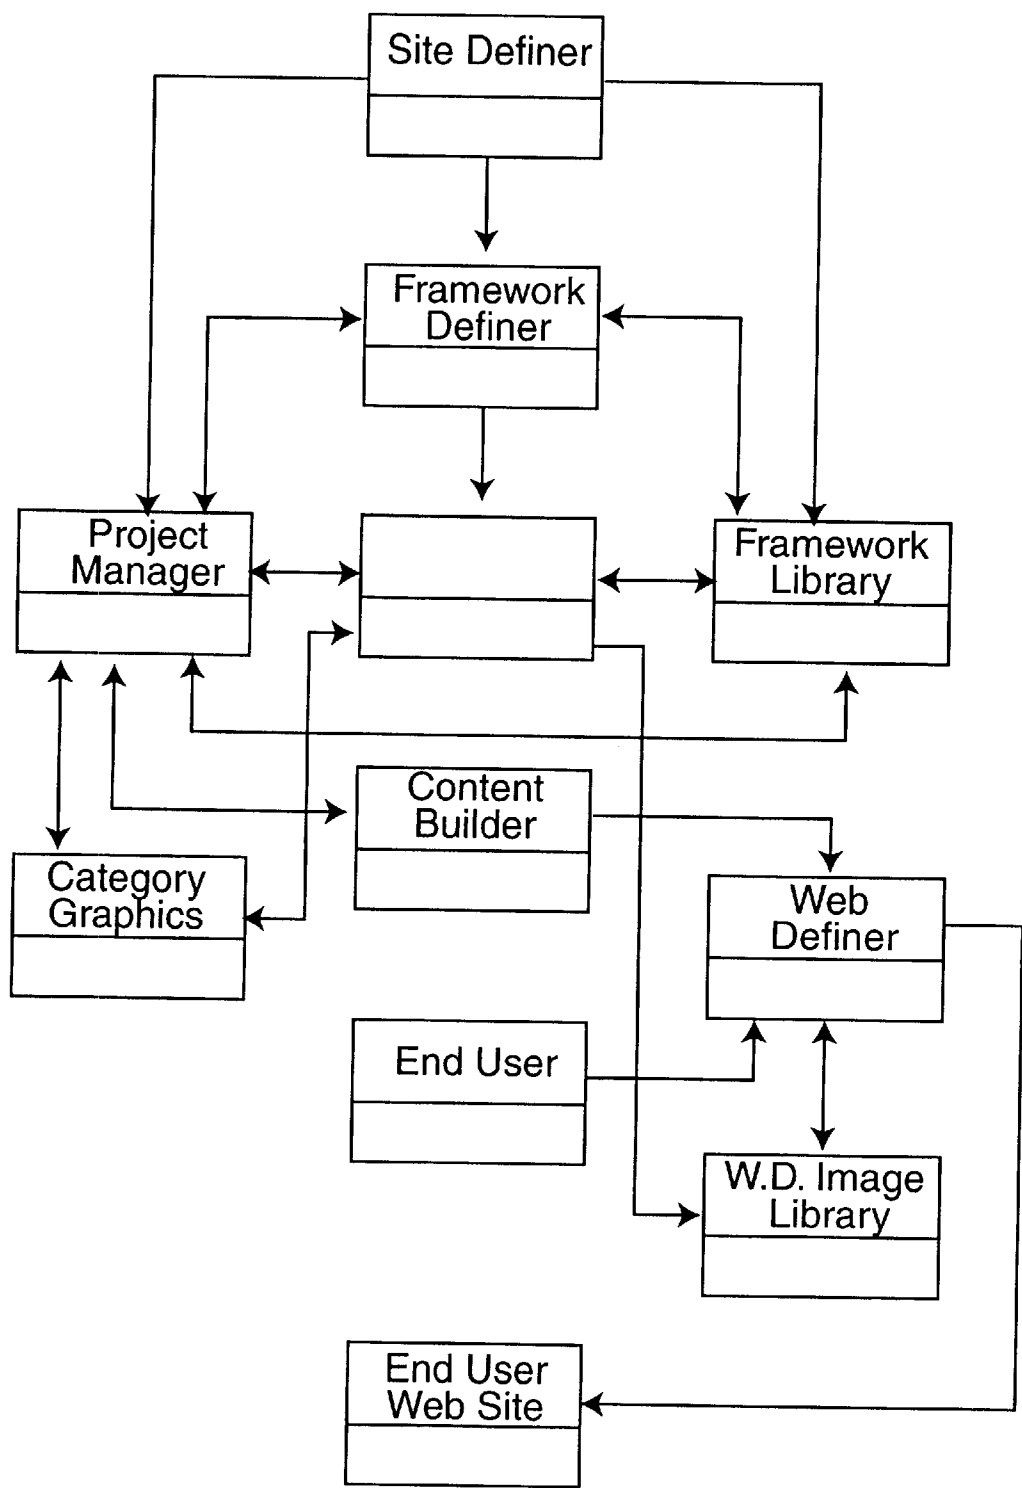 Site Definer
Framework
Definer
Project
Manager
Framework
Library
Content
Builder
Category
Graphics
Web
Definer
End User
W.D. Image
Library
End User
Web Site